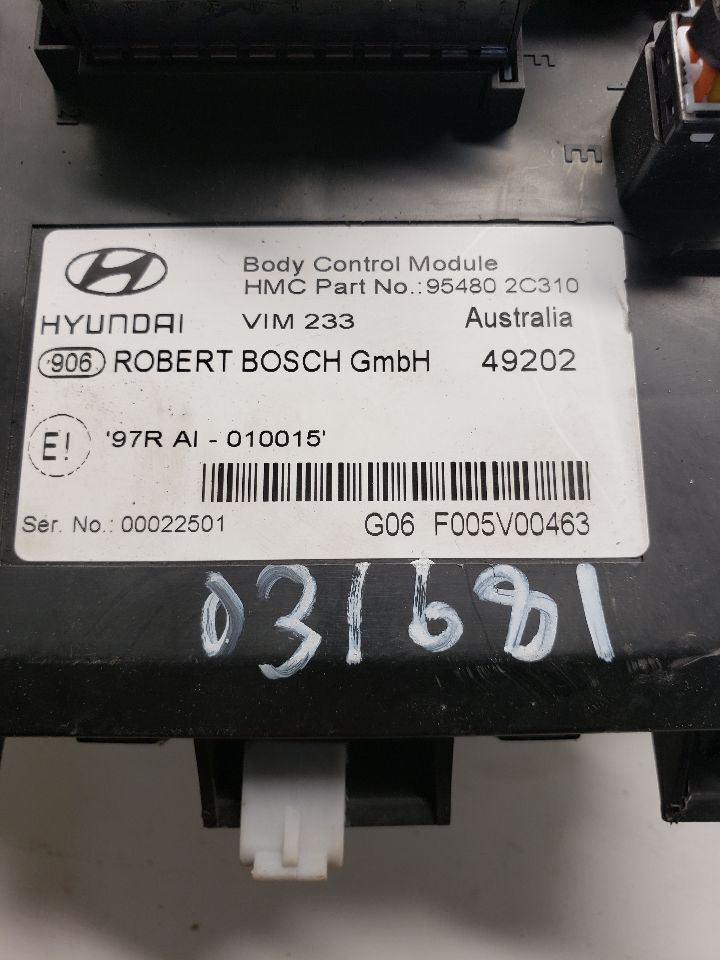 Body Control Module
HMC Part No.:95480 2C310
HYUNDAI VIM 233 Australia
906 ROBERT BOSCH GmbH 49202
E! '97R AI - 010015'
Ser. No.: 00022501 G06 F005V00463
031681